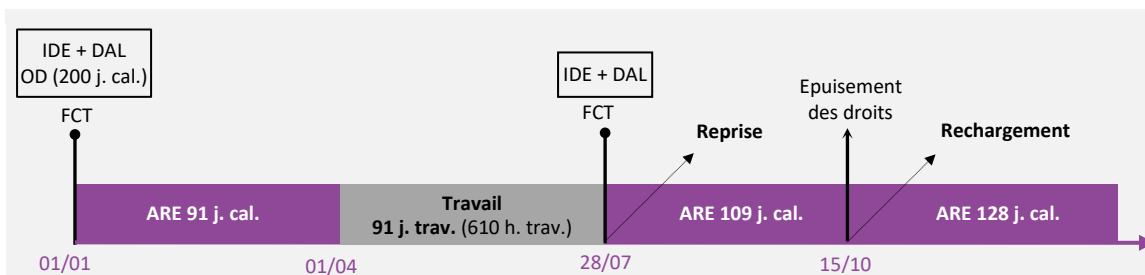 IDE + DAL
OD (200 j. cal.)
FCT
IDE + DAL
FCT
Reprise
Epuisement
des droits
Rechargement
ARE 91 j. cal.
Travail
91 j. trav. (610 h. trav.)
ARE 109 j. cal.
ARE 128 j. cal.
01/01
01/04
28/07
15/10